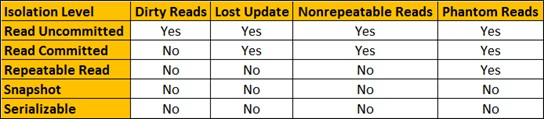 Isolation Level Dirty Reads Lost Update Nonrepeatable Reads Phantom Reads
Read Uncommitted Yes Yes Yes Yes
Read Committed No Yes Yes Yes
Repeatable Read No No No Yes
Snapshot No No No No
Serializable No No No No